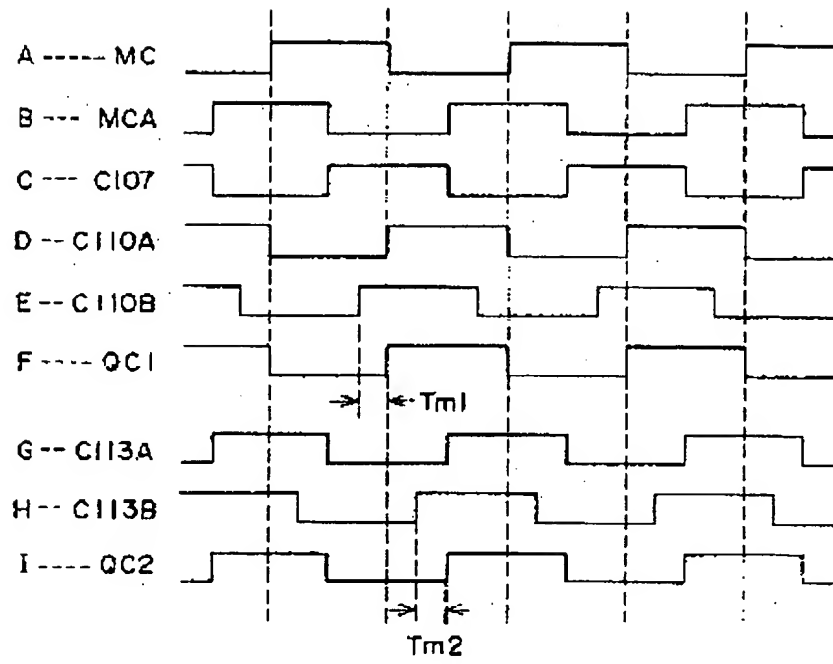 A ----- MC
B --- MCA
C --- C107
D -- C110A
E -- C110B
F ---- QC1
Tm1
G -- C113A
H -- C113B
I ---- QC2
Tm2